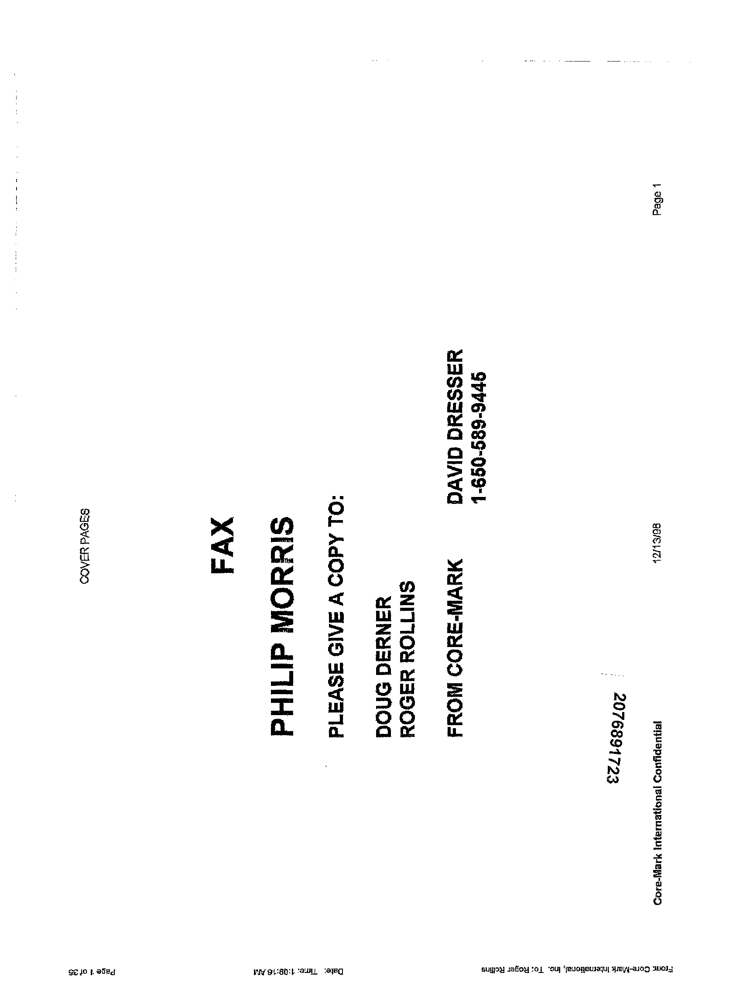 COVER PAGES
FAX
PHILIP MORRIS
PLEASE GIVE A COPY TO:
DOUG DERNER
ROGER ROLLINS
FROM CORE-MARK DAVID DRESSER
1-650-589-9445
2076891723
Core-Mark International Confidential 12/13/98 Page 1
From: Core-Mark International, Inc. To: Roger Rollins Date: Time: 1:09:16 AM Page 1 of 35